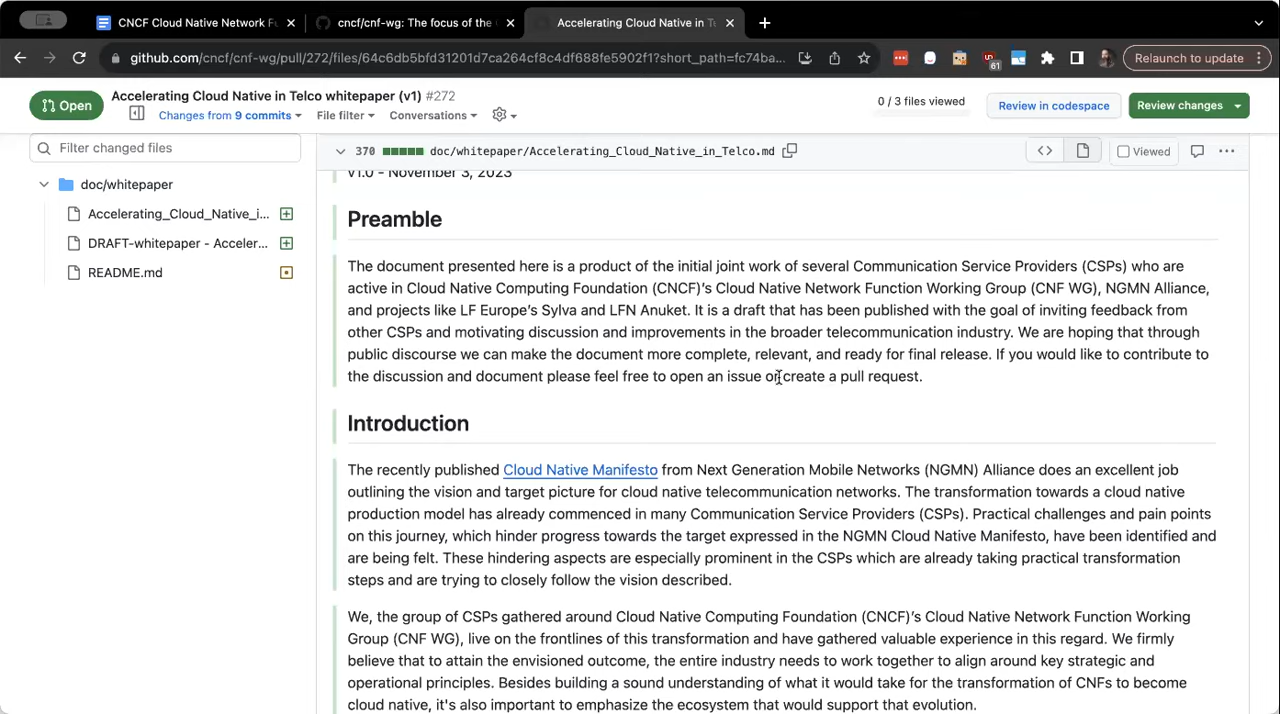 CNCF Cloud Native Network Fu
cncf/cnf-wg: The focus of the
Accelerating Cloud Native in Te
github.com/cncf/cnf-wg/pull/272/files/64c6db5bfd31201d7ca264cf8c4df688fe5902f1?short_path=fc74ba...
61
Relaunch to update
Open
Accelerating Cloud Native in Telco whitepaper (v1) #272
Changes from 9 commits
File filter
Conversations
0 / 3 files viewed
Review in codespace
Review changes
Filter changed files
doc/whitepaper
Accelerating_Cloud_Native_i...
DRAFT-whitepaper - Acceler...
README.md
370 doc/whitepaper/Accelerating_Cloud_Native_in_Telco.md
Viewed
v1.0 - November 3, 2023
Preamble
The document presented here is a product of the initial joint work of several Communication Service Providers (CSPs) who are
active in Cloud Native Computing Foundation (CNCF)'s Cloud Native Network Function Working Group (CNF WG), NGMN Alliance,
and projects like LF Europe's Sylva and LFN Anuket. It is a draft that has been published with the goal of inviting feedback from
other CSPs and motivating discussion and improvements in the broader telecommunication industry. We are hoping that through
public discourse we can make the document more complete, relevant, and ready for final release. If you would like to contribute to
the discussion and document please feel free to open an issue or create a pull request.
Introduction
The recently published Cloud Native Manifesto from Next Generation Mobile Networks (NGMN) Alliance does an excellent job
outlining the vision and target picture for cloud native telecommunication networks. The transformation towards a cloud native
production model has already commenced in many Communication Service Providers (CSPs). Practical challenges and pain points
on this journey, which hinder progress towards the target expressed in the NGMN Cloud Native Manifesto, have been identified and
are being felt. These hindering aspects are especially prominent in the CSPs which are already taking practical transformation
steps and are trying to closely follow the vision described.
We, the group of CSPs gathered around Cloud Native Computing Foundation (CNCF)'s Cloud Native Network Function Working
Group (CNF WG), live on the frontlines of this transformation and have gathered valuable experience in this regard. We firmly
believe that to attain the envisioned outcome, the entire industry needs to work together to align around key strategic and
operational principles. Besides building a sound understanding of what it would take for the transformation of CNFs to become
cloud native, it's also important to emphasize the ecosystem that would support that evolution.